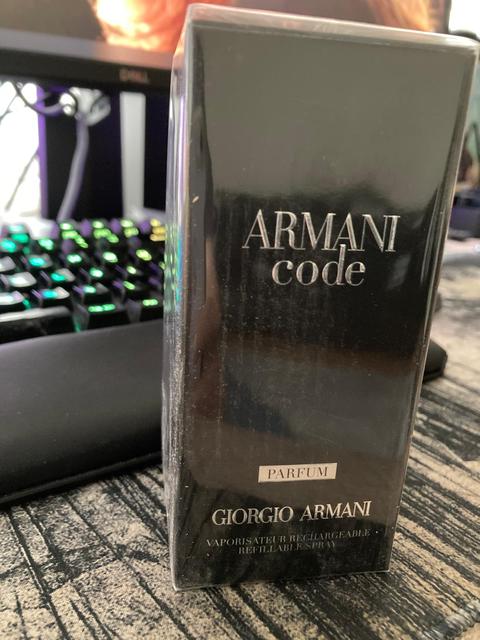 DELL
ARMANI
code
PARFUM
GIORGIO ARMANI
VAPORISATEUR RECHARGEABLE •
REFILLABLE SPRAY